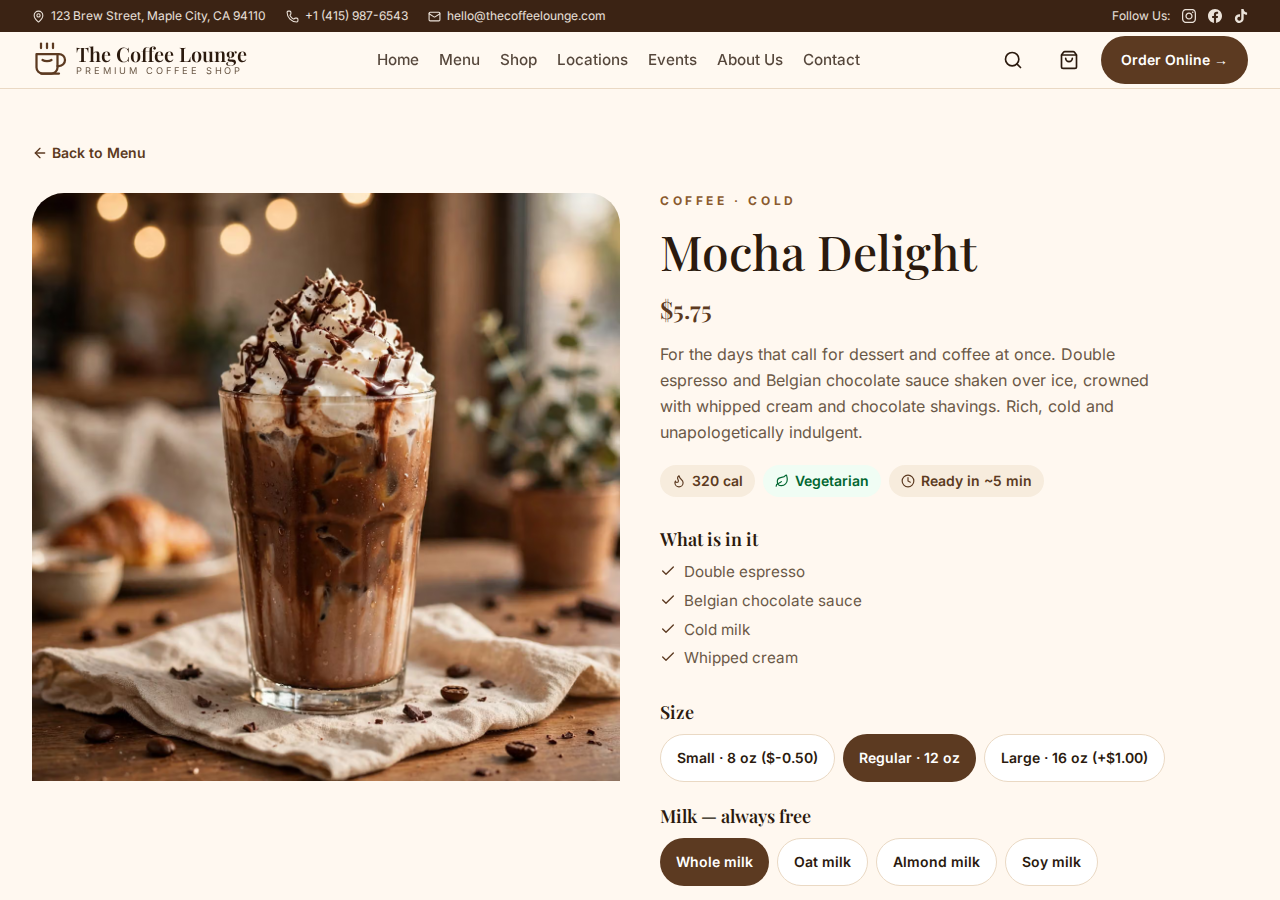 123 Brew Street, Maple City, CA 94110
+1 (415) 987-6543
hello@thecoffeelounge.com
Follow Us:
The Coffee Lounge
PREMIUM COFFEE SHOP
Home
Menu
Shop
Locations
Events
About Us
Contact
Order Online →
Back to Menu
COFFEE · COLD
Mocha Delight
$5.75
For the days that call for dessert and coffee at once. Double
espresso and Belgian chocolate sauce shaken over ice, crowned
with whipped cream and chocolate shavings. Rich, cold and
unapologetically indulgent.
320 cal
Vegetarian
Ready in ~5 min
What is in it
Double espresso
Belgian chocolate sauce
Cold milk
Whipped cream
Size
Small · 8 oz ($-0.50)
Regular · 12 oz
Large · 16 oz (+$1.00)
Milk — always free
Whole milk
Oat milk
Almond milk
Soy milk